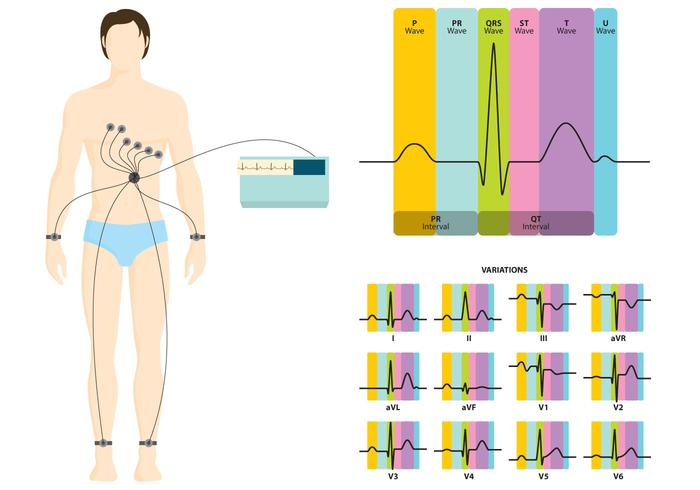 P PR QRS ST T U
Wave Wave Wave Wave Wave Wave
PR QT
Interval Interval
VARIATIONS
I II III aVR
aVL aVF V1 V2
V3 V4 V5 V6